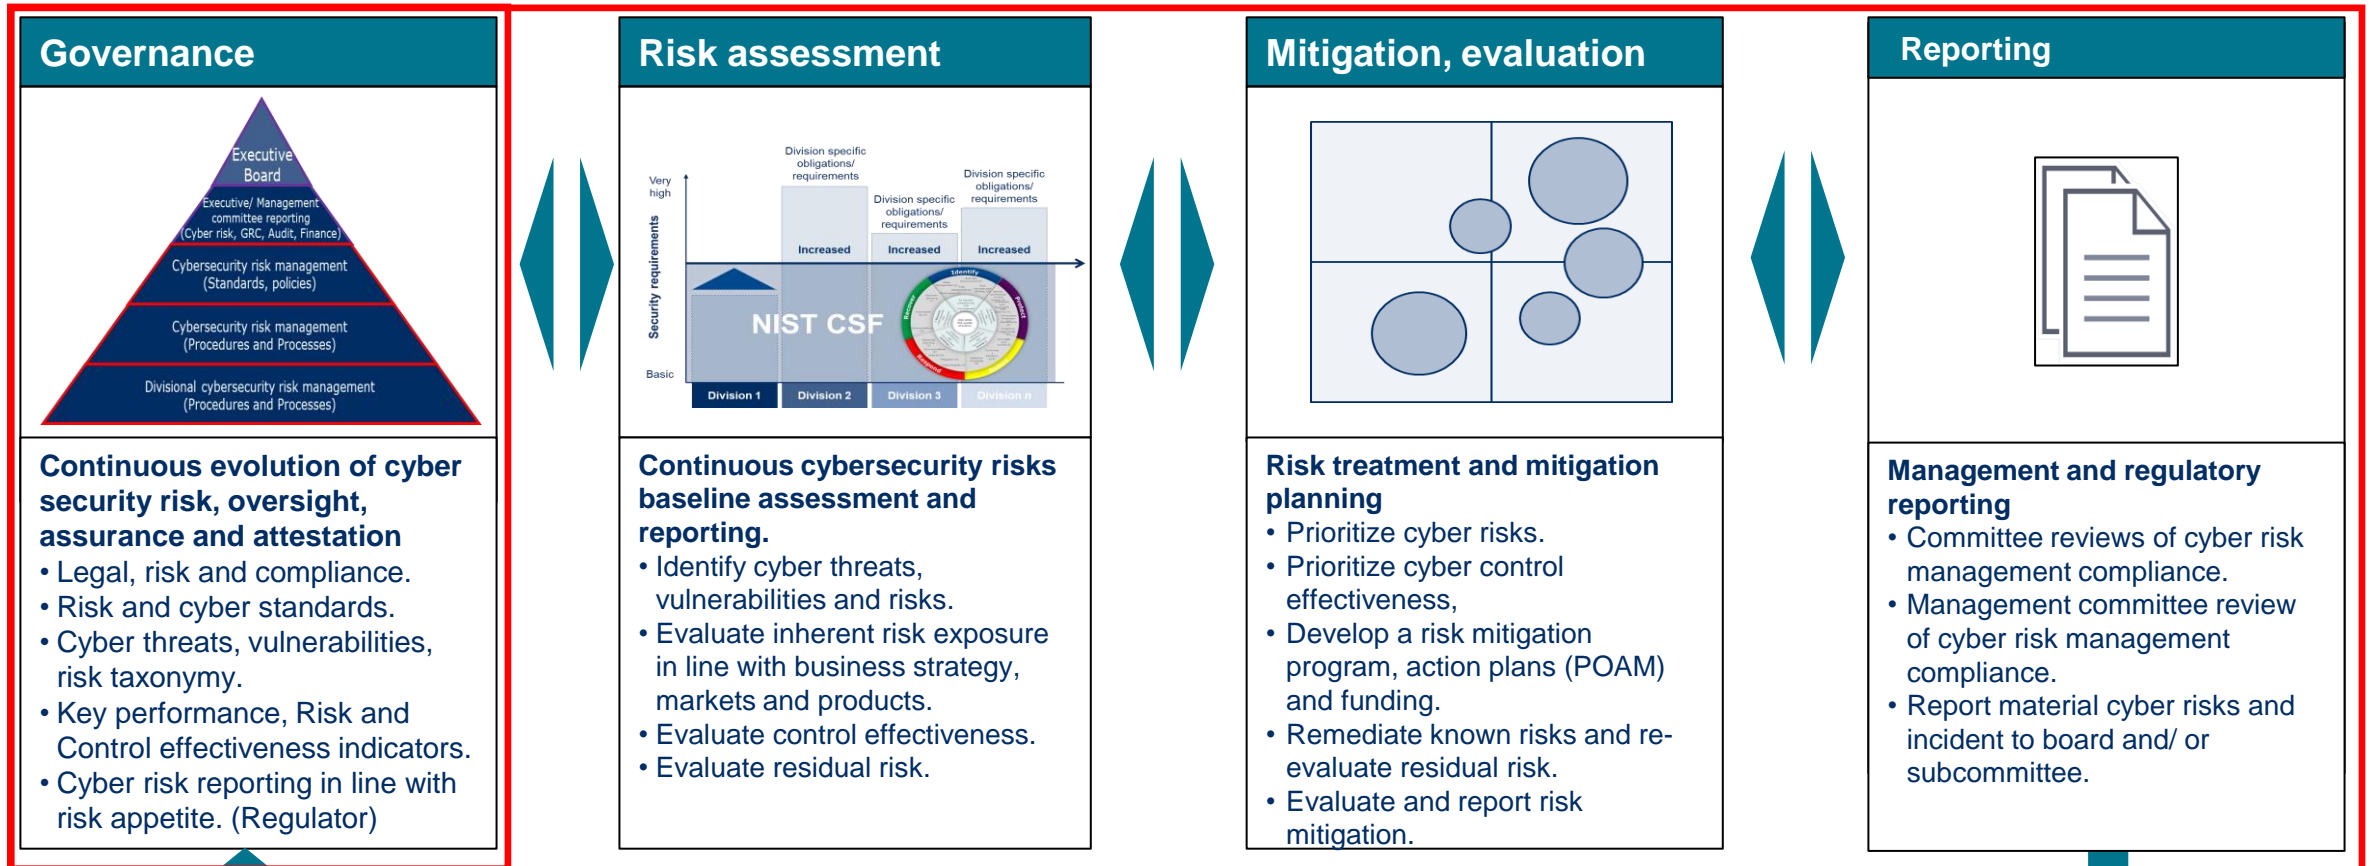 Governance
Executive
Board
Executive/ Management
committee reporting
(Cyber risk, GRC, Audit, Finance)
Cybersecurity risk management
(Standards, policies)
Cybersecurity risk management
(Procedures and Processes)
Divisional cybersecurity risk management
(Procedures and Processes)
Continuous evolution of cyber
security risk, oversight,
assurance and attestation
• Legal, risk and compliance.
• Risk and cyber standards.
• Cyber threats, vulnerabilities,
risk taxonymy.
• Key performance, Risk and
Control effectiveness indicators.
• Cyber risk reporting in line with
risk appetite. (Regulator)
Risk assessment
Very
high
Security requirements
Basic
Division specific
obligations/
requirements
Division specific
obligations/
requirements
Division specific
obligations/
requirements
Increased
Increased
Increased
NIST CSF
Identify
Protect
Respond
Recover
Division 1
Division 2
Division 3
Division n
Continuous cybersecurity risks
baseline assessment and
reporting.
• Identify cyber threats,
vulnerabilities and risks.
• Evaluate inherent risk exposure
in line with business strategy,
markets and products.
• Evaluate control effectiveness.
• Evaluate residual risk.
Mitigation, evaluation
Risk treatment and mitigation
planning
• Prioritize cyber risks.
• Prioritize cyber control
effectiveness,
• Develop a risk mitigation
program, action plans (POAM)
and funding.
• Remediate known risks and re-
evaluate residual risk.
• Evaluate and report risk
mitigation.
Reporting
Management and regulatory
reporting
• Committee reviews of cyber risk
management compliance.
• Management committee review
of cyber risk management
compliance.
• Report material cyber risks and
incident to board and/ or
subcommittee.